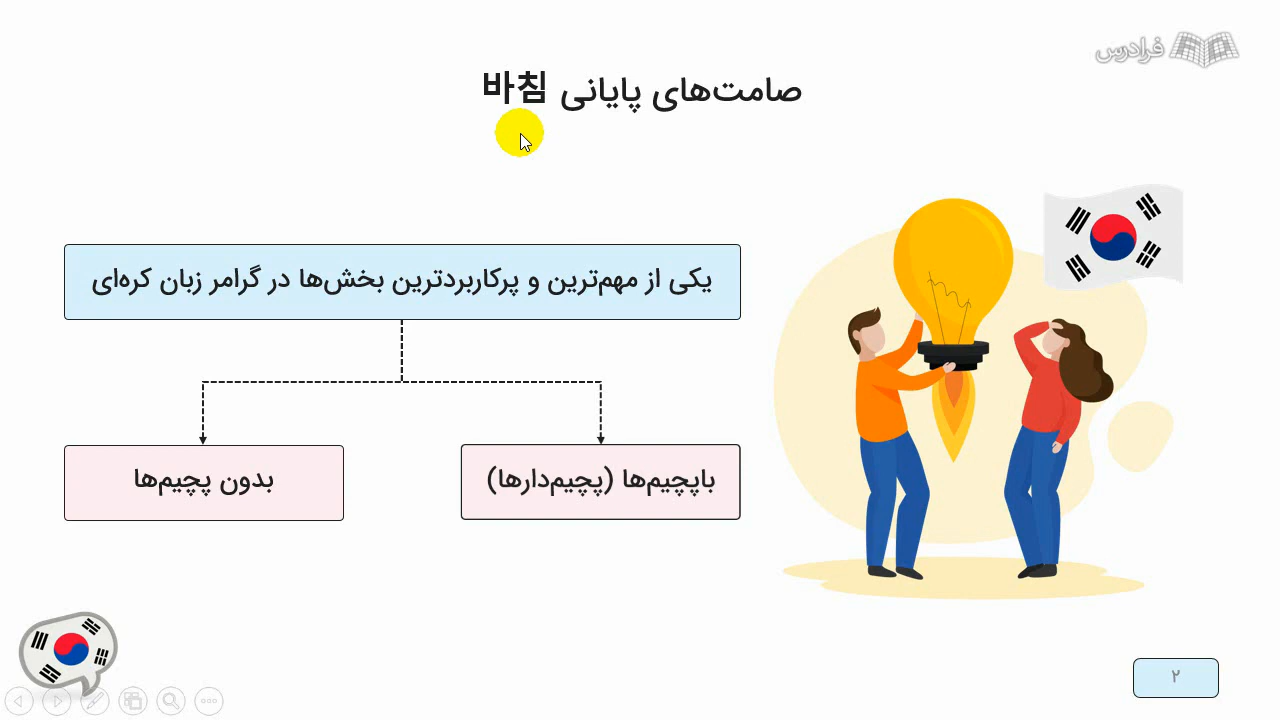 فرادرس
صامت‌های پایانی 바침
یکی از مهم‌ترین و پرکاربردترین بخش‌ها در گرامر زبان کره‌ای
باپچیم‌ها (پچیم‌دارها)
بدون پچیم‌ها
۲